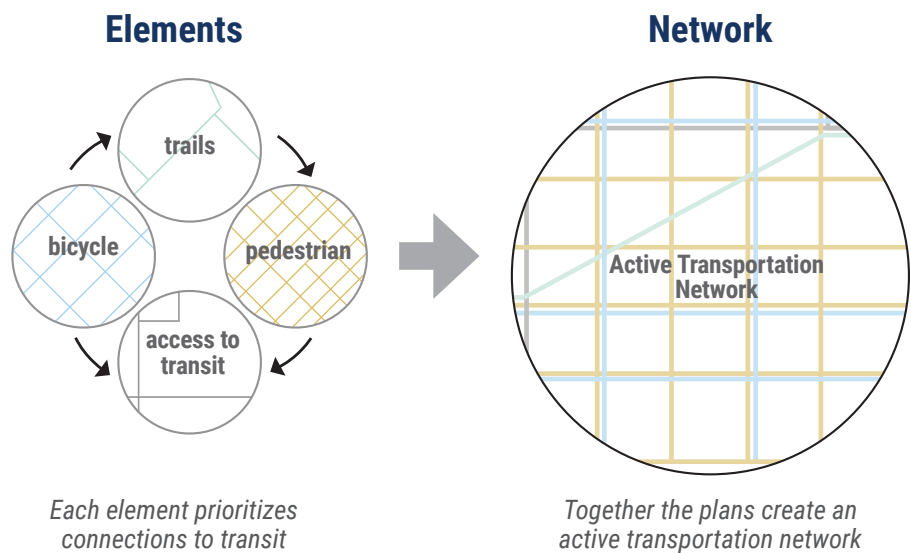 Elements
trails
bicycle
pedestrian
access to
transit
Each element prioritizes
connections to transit
Network
Active Transportation
Network
Together the plans create an
active transportation network